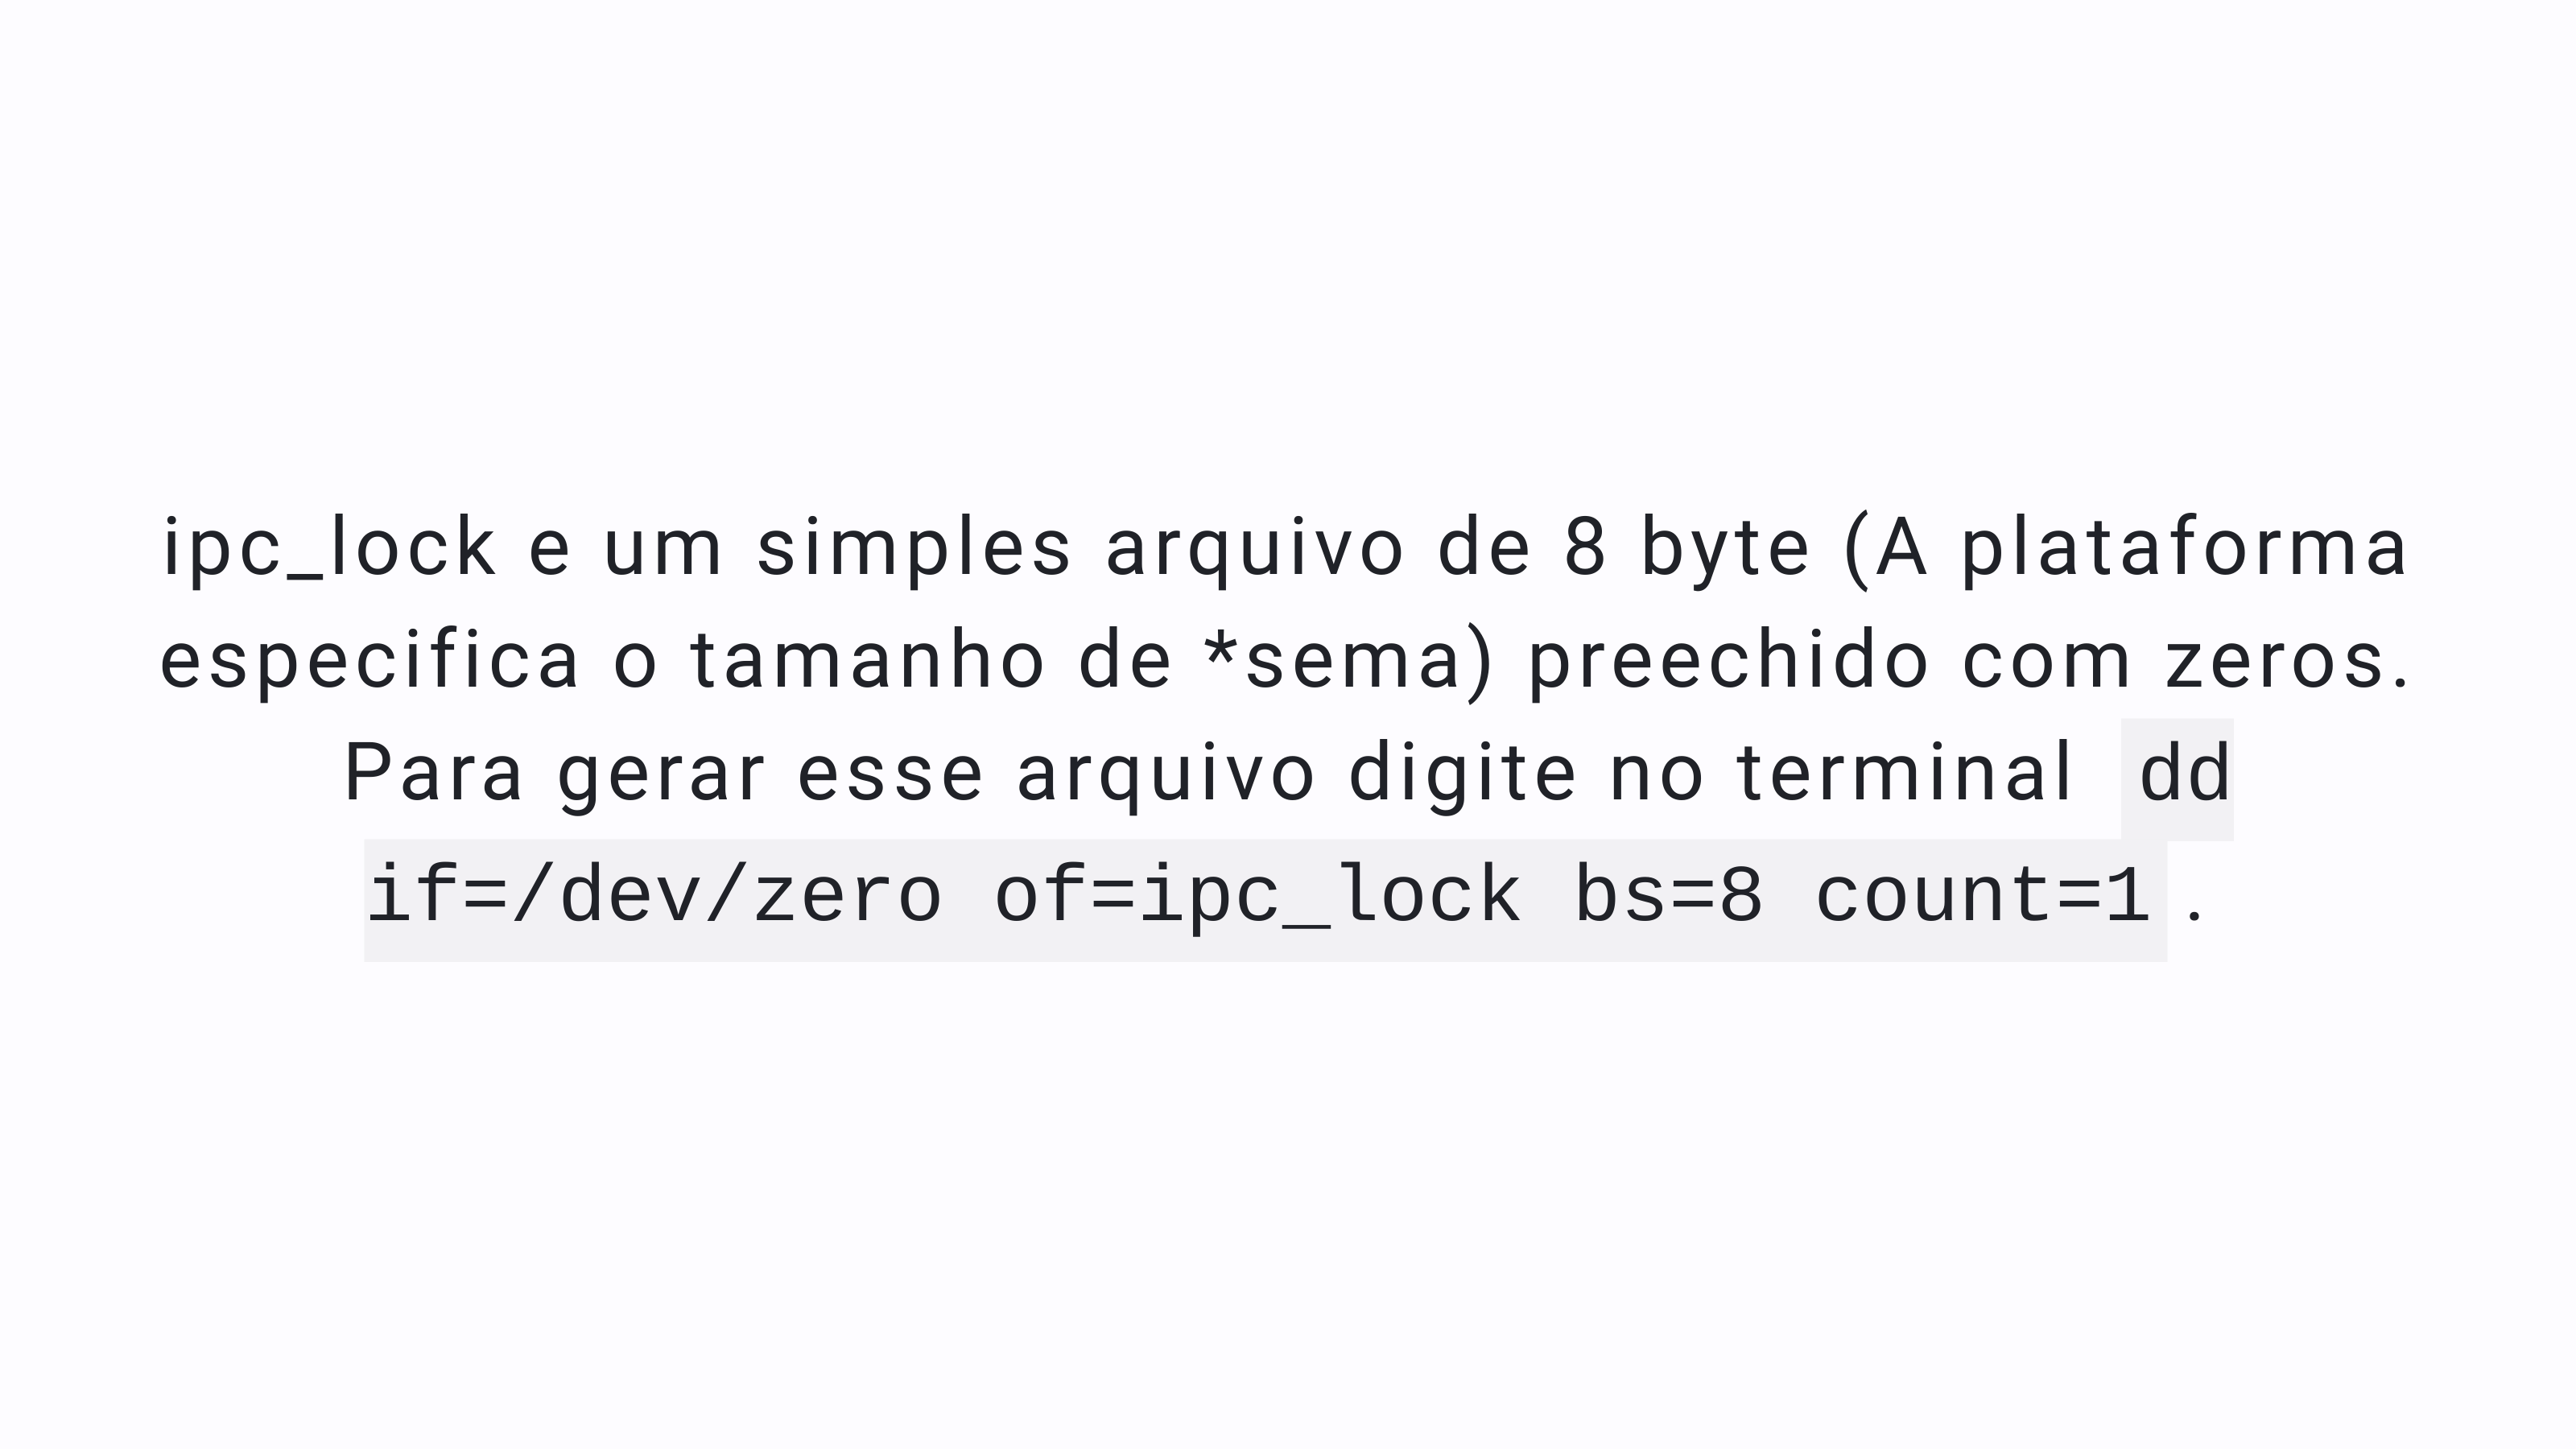 ipc_lock e um simples arquivo de 8 byte (A plataforma
especifica o tamanho de *sema) preechido com zeros.
Para gerar esse arquivo digite no terminal dd
if=/dev/zero of=ipc_lock bs=8 count=1 .